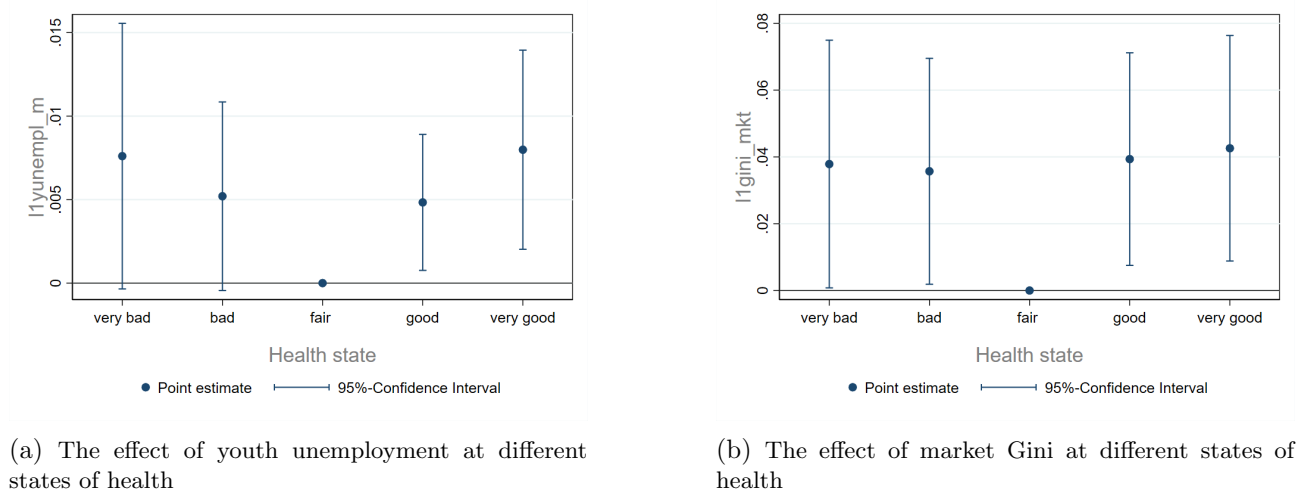 l1yunempl_m
.015
.01
.005
0
very bad bad fair good very good
Health state
Point estimate 95%-Confidence Interval
(a) The effect of youth unemployment at different
states of health
l1gini_mkt
.08
.06
.04
.02
0
very bad bad fair good very good
Health state
Point estimate 95%-Confidence Interval
(b) The effect of market Gini at different states of
health